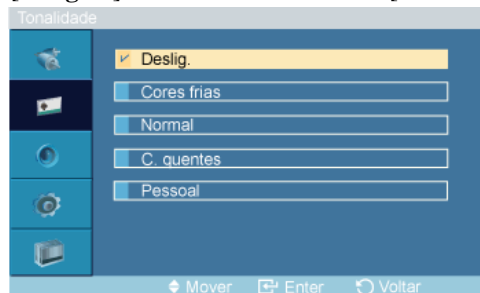 Tonalidade
Deslig.
Cores frias
Normal
C. quentes
Pessoal
Mover Enter Voltar